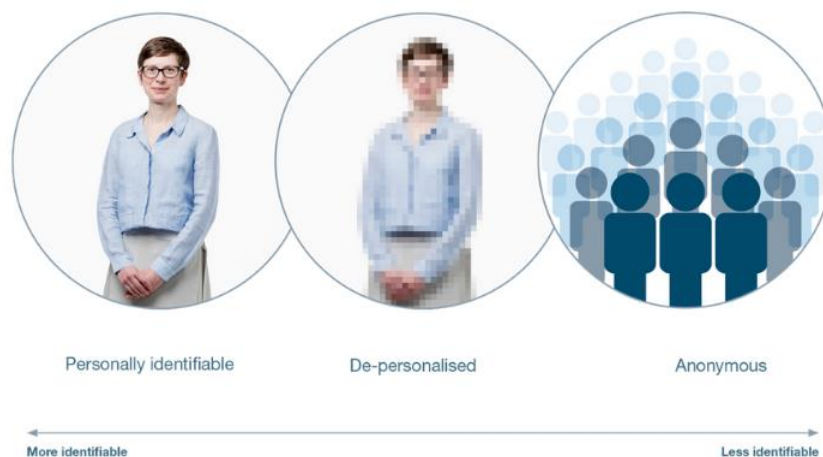 Personally identifiable
De-personalised
Anonymous
More identifiable
Less identifiable